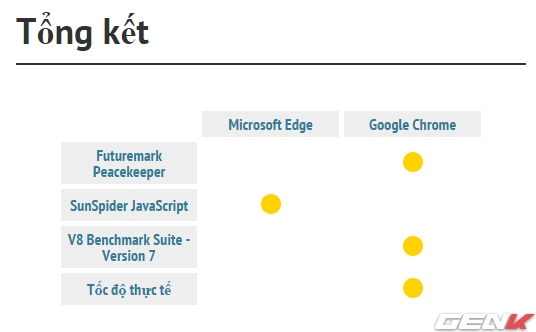 Tổng kết
Microsoft Edge
Google Chrome
Futuremark
Peacekeeper
SunSpider JavaScript
V8 Benchmark Suite -
Version 7
Tốc độ thực tế
GENK